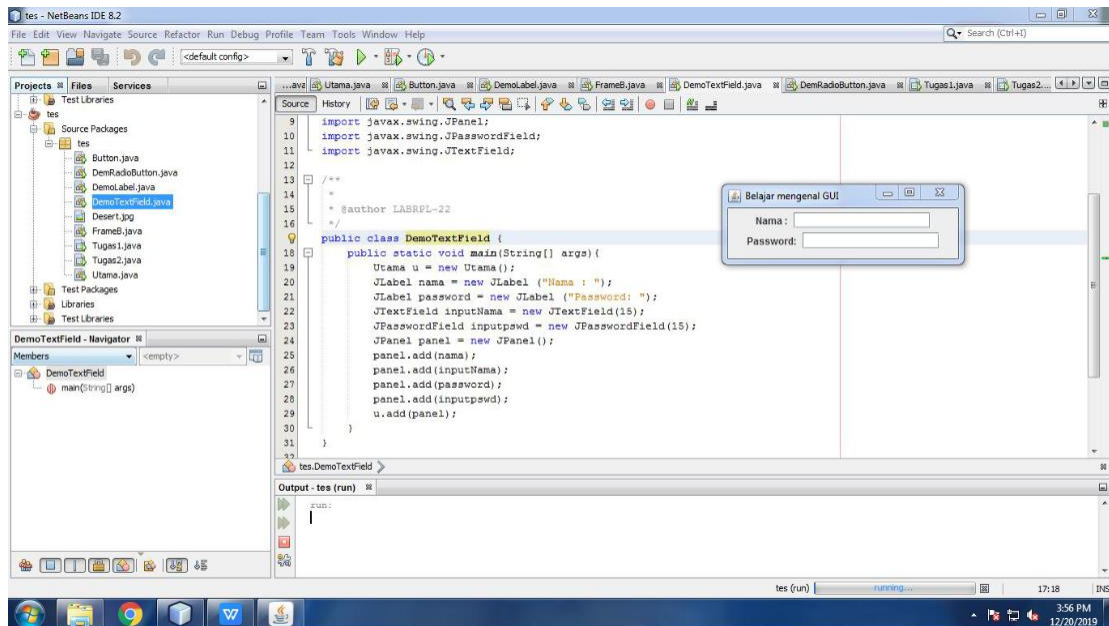 tes - NetBeans IDE 8.2
File Edit View Navigate Source Refactor Run Debug Profile Team Tools Window Help
Search (Ctrl+I)
<default config>
Projects Files Services
Test Libraries
tes
Source Packages
tes
Button.java
DemRadioButton.java
DemoLabel.java
DemoTextField.java
Desert.jpg
FrameB.java
Tugas1.java
Tugas2.java
Utama.java
Test Packages
Libraries
Test Libraries
DemoTextField - Navigator
Members <empty>
DemoTextField
main(String[] args)
...ava Utama.java Button.java DemoLabel.java FrameB.java DemoTextField.java DemRadioButton.java Tugas1.java Tugas2....
Source History
9 import javax.swing.JPanel;
10 import javax.swing.JPasswordField;
11 import javax.swing.JTextField;
12
13 /**
14 *
15 * @author LABRPL-22
16 */
public class DemoTextField {
18 public static void main(String[] args){
19 Utama u = new Utama();
20 JLabel nama = new JLabel ("Nama : ");
21 JLabel password = new JLabel ("Password: ");
22 JTextField inputNama = new JTextField(15);
23 JPasswordField inputpswd = new JPasswordField(15);
24 JPanel panel = new JPanel();
25 panel.add(nama);
26 panel.add(inputNama);
27 panel.add(password);
28 panel.add(inputpswd);
29 u.add(panel);
30 }
31 }
32
tes.DemoTextField
Belajar mengenal GUI
Nama :
Password:
Output - tes (run)
run:
tes (run) running... 17:18 INS
3:56 PM
12/20/2019